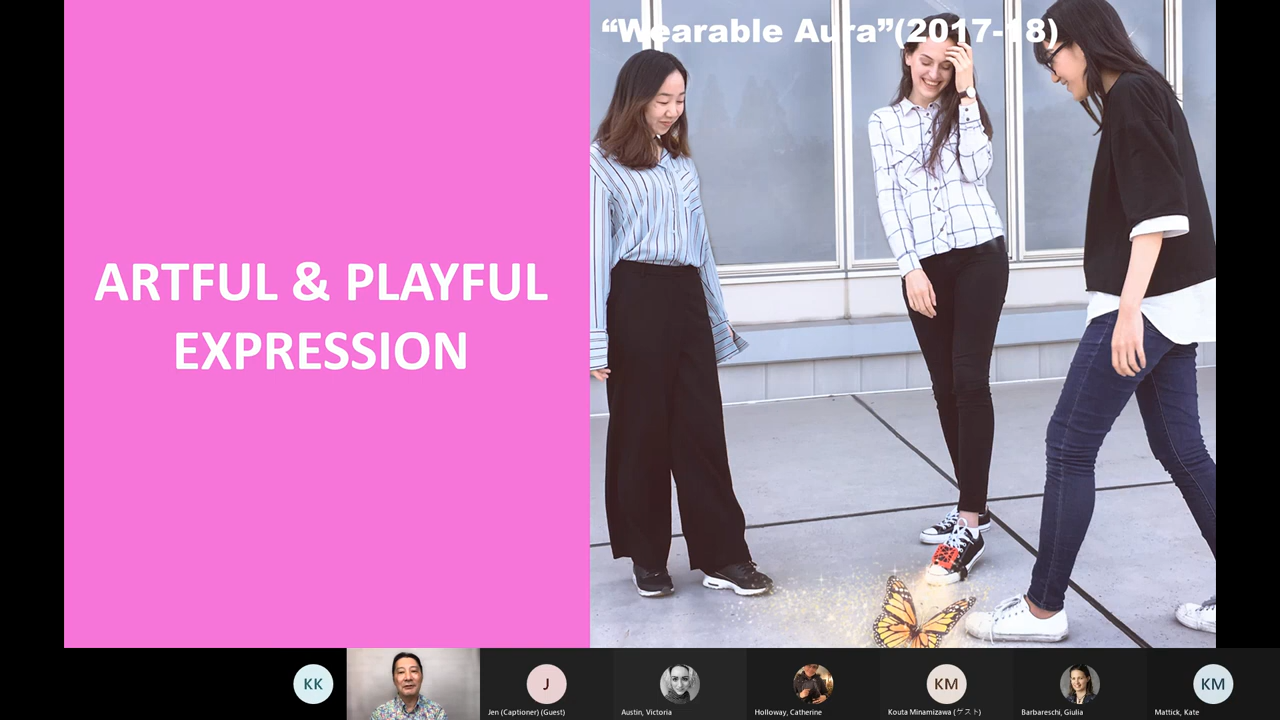 “Wearable Aura”(2017-18)
ARTFUL & PLAYFUL
EXPRESSION
KK
J
KM
KM
Jen (Captioner) (Guest)
Austin, Victoria
Holloway, Catherine
Kouta Minamizawa (ゲスト)
Barbareschi, Giulia
Mattick, Kate